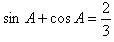 sin A + cos A = 2/3